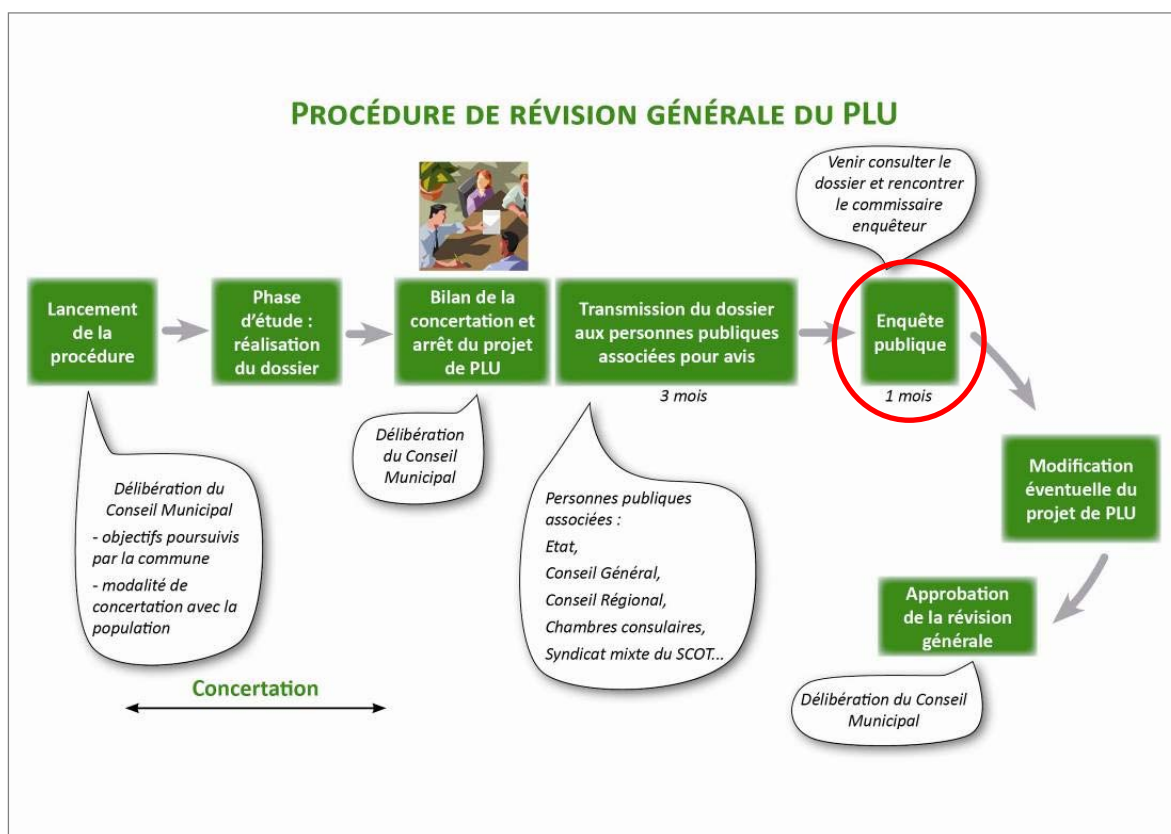 PROCÉDURE DE RÉVISION GÉNÉRALE DU PLU
Venir consulter le
dossier et rencontrer
le commissaire
enquêteur
Lancement
de la
procédure
Phase
d'étude :
réalisation
du dossier
Bilan de la
concertation et
arrêt du projet
de PLU
Transmission du dossier
aux personnes publiques
associées pour avis
3 mois
Enquête
publique
1 mois
Délibération du
Conseil Municipal
- objectifs poursuivis
par la commune
- modalité de
concertation avec la
population
Délibération
du Conseil
Municipal
Personnes publiques
associées :
Etat,
Conseil Général,
Conseil Régional,
Chambres consulaires,
Syndicat mixte du SCOT...
Modification
éventuelle du
projet de PLU
Approbation
de la révision
générale
Délibération du Conseil
Municipal
Concertation